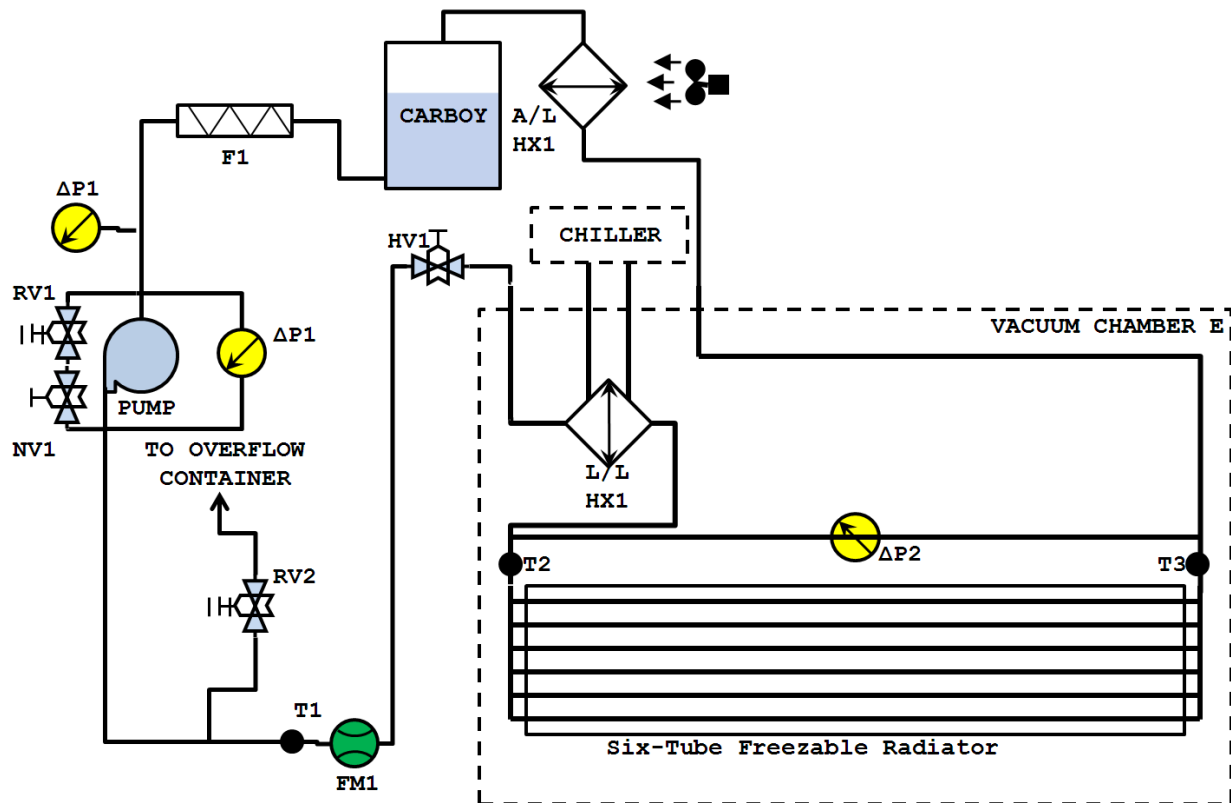 CARBOY
A/L
HX1
F1
ΔP1
HV1
CHILLER
RV1
VACUUM CHAMBER E
ΔP1
PUMP
NV1
TO OVERFLOW
CONTAINER
L/L
HX1
T2
ΔP2
T3
RV2
T1
Six-Tube Freezable Radiator
FM1